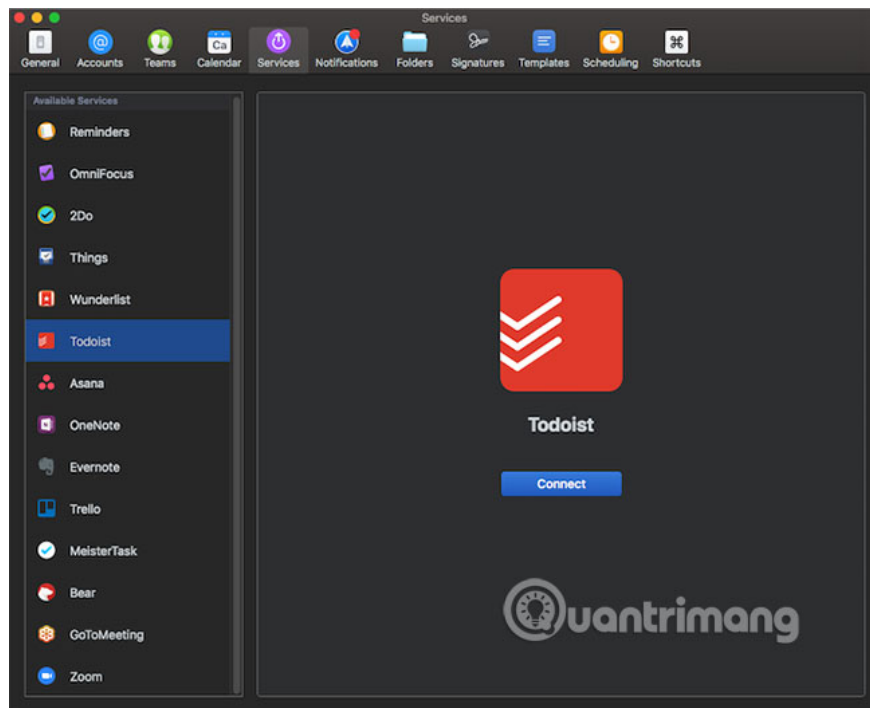 Services
General Accounts Teams Calendar Services Notifications Folders Signatures Templates Scheduling Shortcuts
Available Services
Reminders
OmniFocus
2Do
Things
Wunderlist
Todoist
Asana
OneNote
Evernote
Trello
MeisterTask
Bear
GoToMeeting
Zoom
Todoist
Connect
Quantrimang